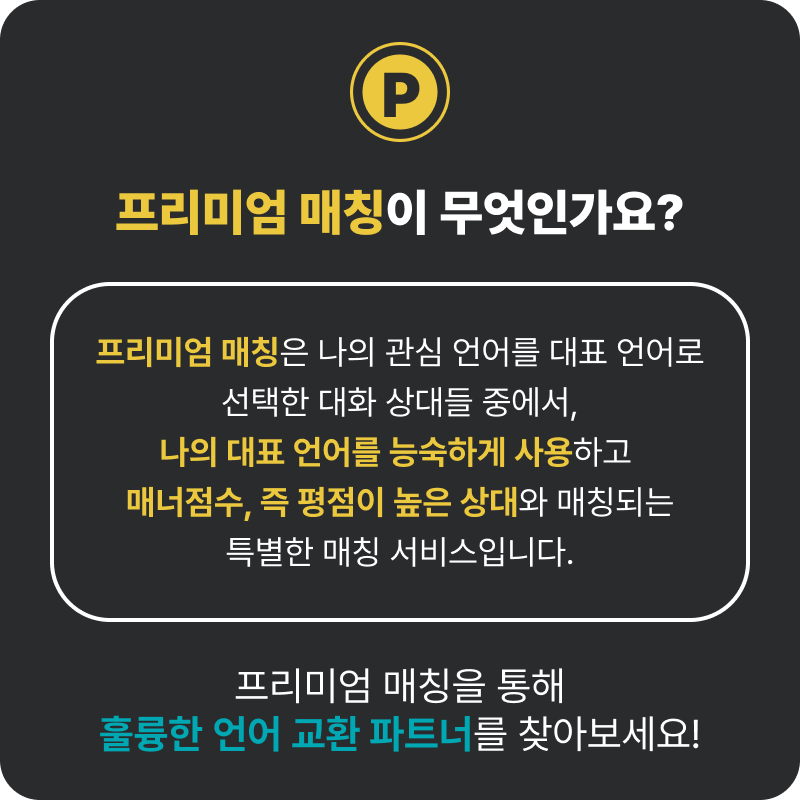 P
프리미엄 매칭이 무엇인가요?
프리미엄 매칭은 나의 관심 언어를 대표 언어로
선택한 대화 상대들 중에서,
나의 대표 언어를 능숙하게 사용하고
매너점수, 즉 평점이 높은 상대와 매칭되는
특별한 매칭 서비스입니다.
프리미엄 매칭을 통해
훌륭한 언어 교환 파트너를 찾아보세요!